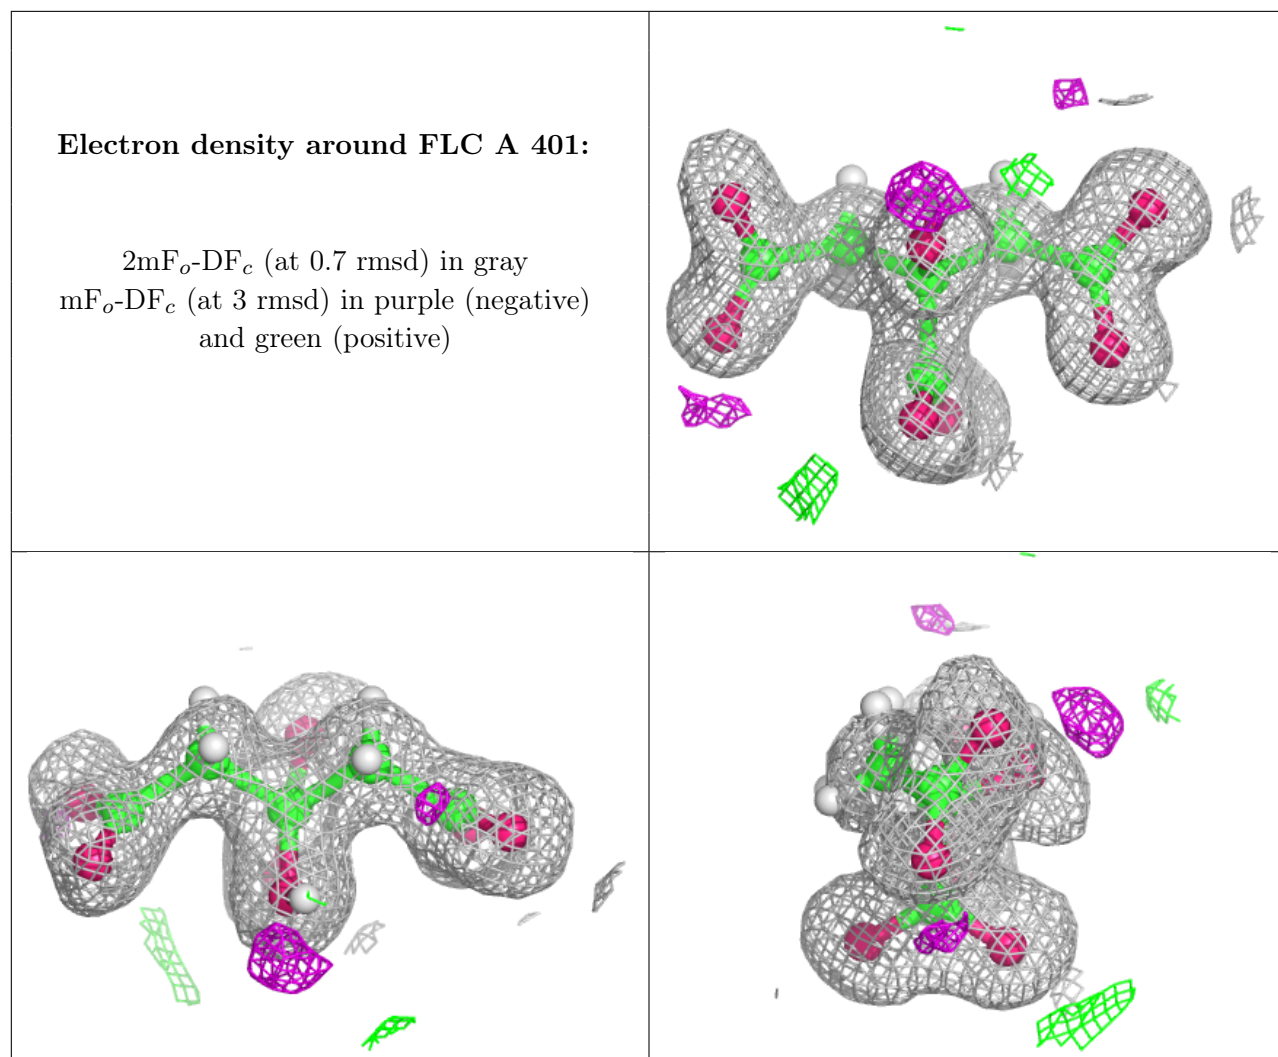 Electron density around FLC A 401:
2mFo-DFc (at 0.7 rmsd) in gray
mFo-DFc (at 3 rmsd) in purple (negative)
and green (positive)